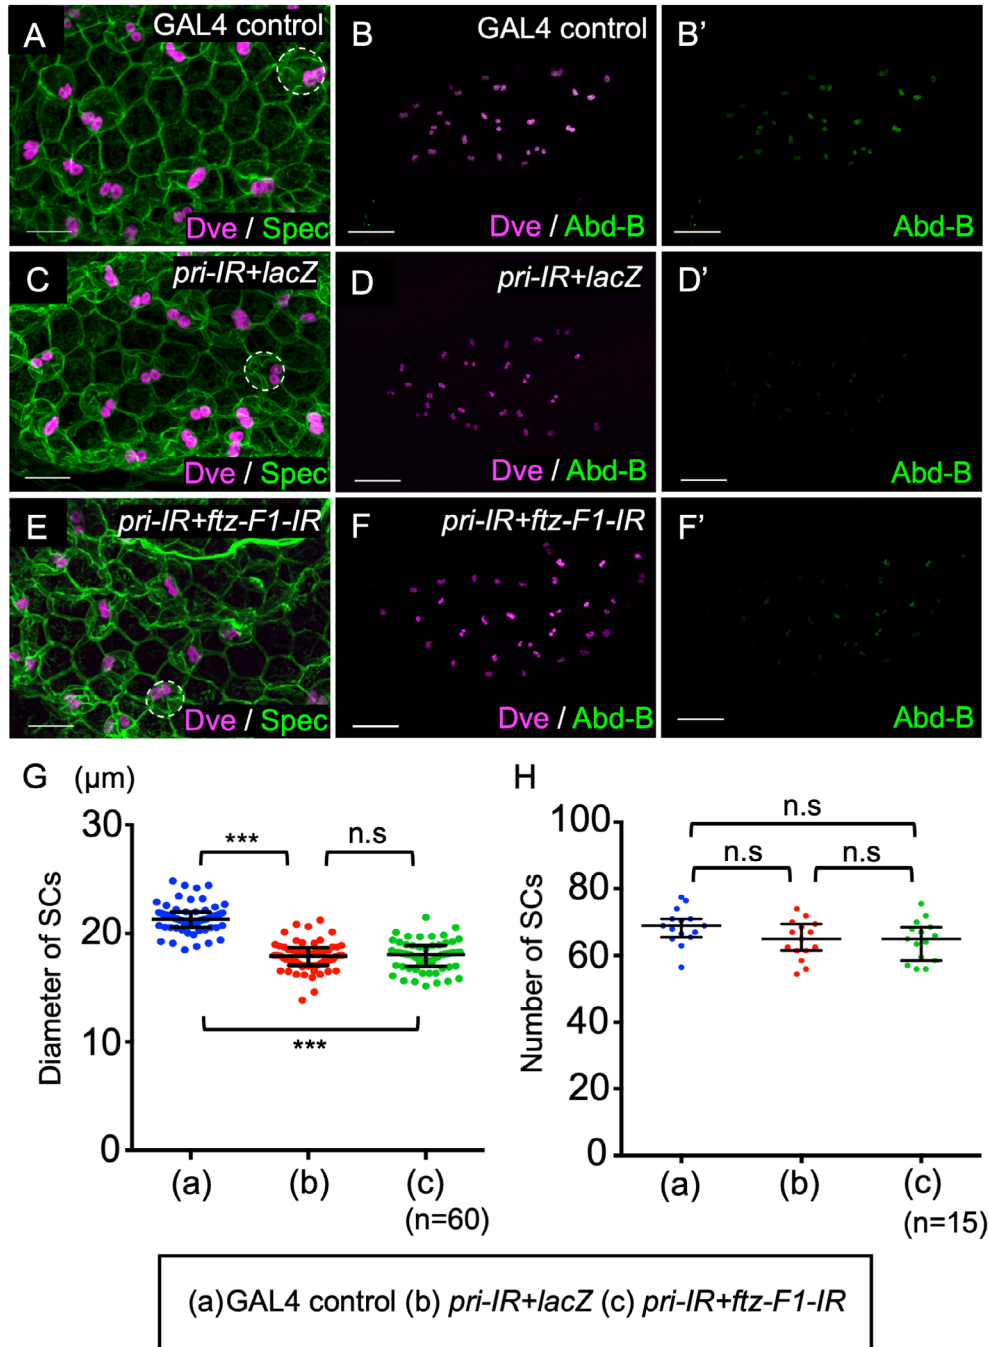 A GAL4 control
Dve / Spec
B GAL4 control
Dve / Abd-B
B’
Abd-B
C pri-IR+lacZ
Dve / Spec
D pri-IR+lacZ
Dve / Abd-B
D’
Abd-B
E pri-IR+ftz-F1-IR
Dve / Spec
F pri-IR+ftz-F1-IR
Dve / Abd-B
F’
Abd-B
G (µm)
Diameter of SCs
30
20
10
0
***
n.s
***
(a) (b) (c)
(n=60)
H
Number of SCs
100
80
60
40
20
0
n.s
n.s n.s
(a) (b) (c)
(n=15)
(a)GAL4 control (b) pri-IR+lacZ (c) pri-IR+ftz-F1-IR